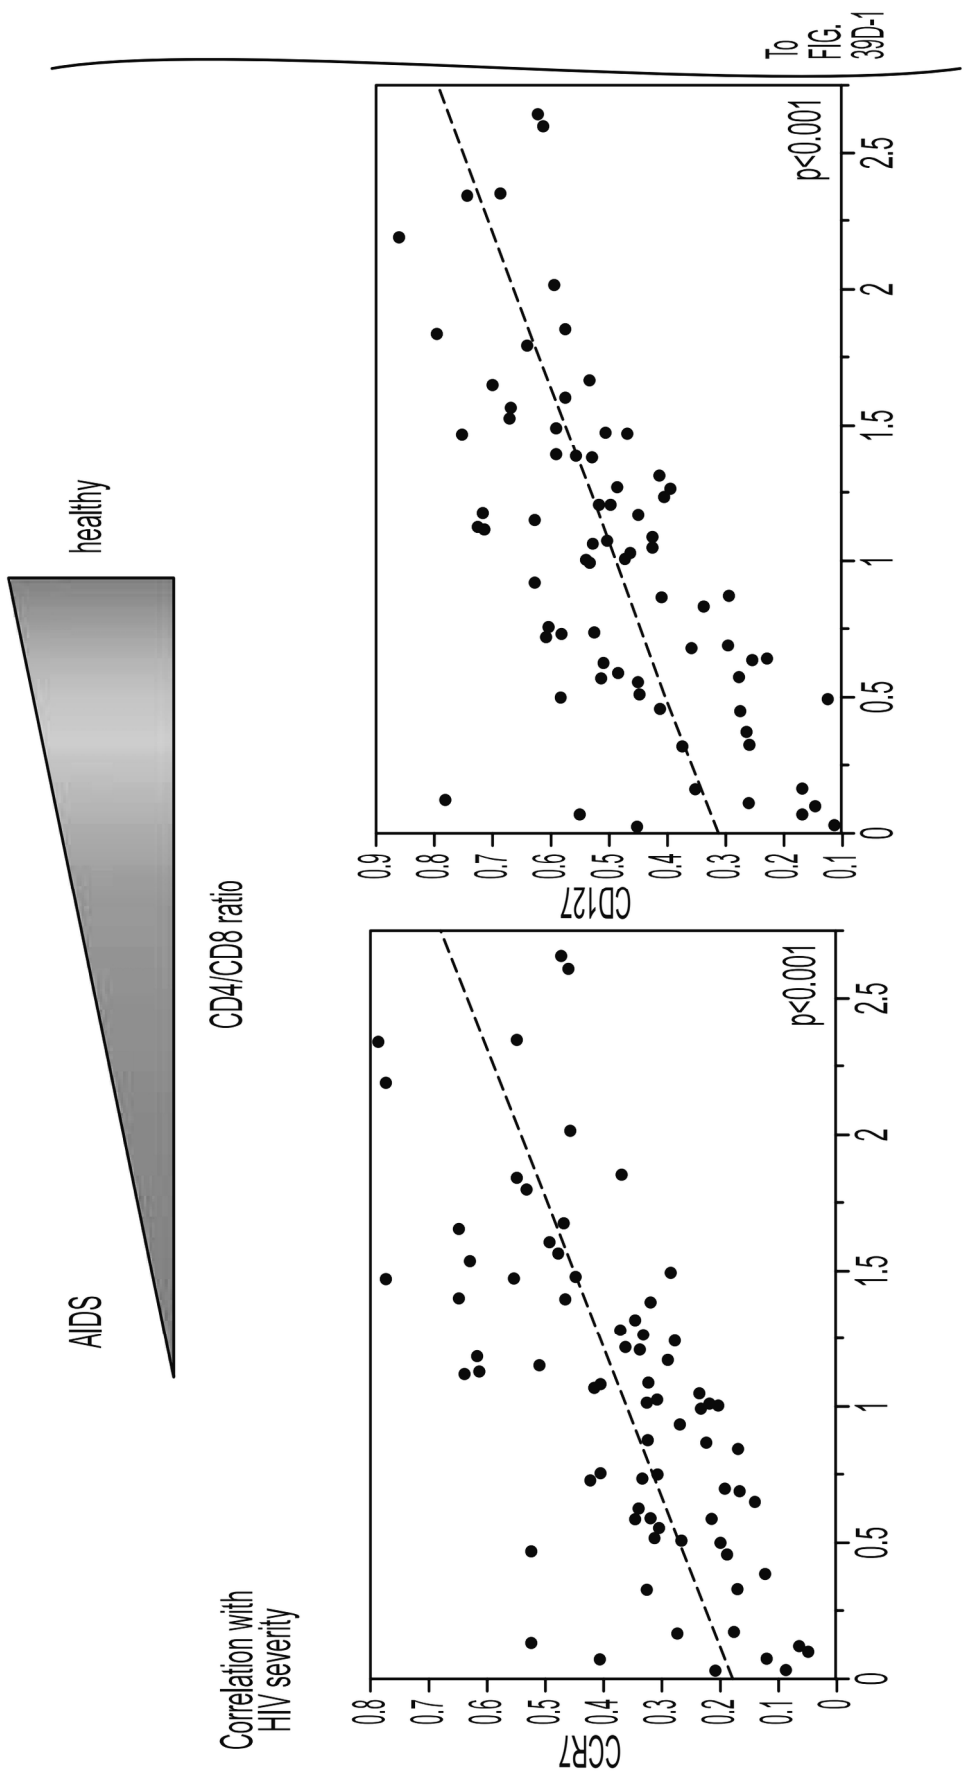 Correlation with
HIV severity
AIDS
healthy
CD4/CD8 ratio
CCR7
0.8
0.7
0.6
0.5
0.4
0.3
0.2
0.1
0
0
0.5
1
1.5
2
2.5
p<0.001
CD127
0.9
0.8
0.7
0.6
0.5
0.4
0.3
0.2
0.1
0
0.5
1
1.5
2
2.5
p<0.001
To
FIG.
39D-1